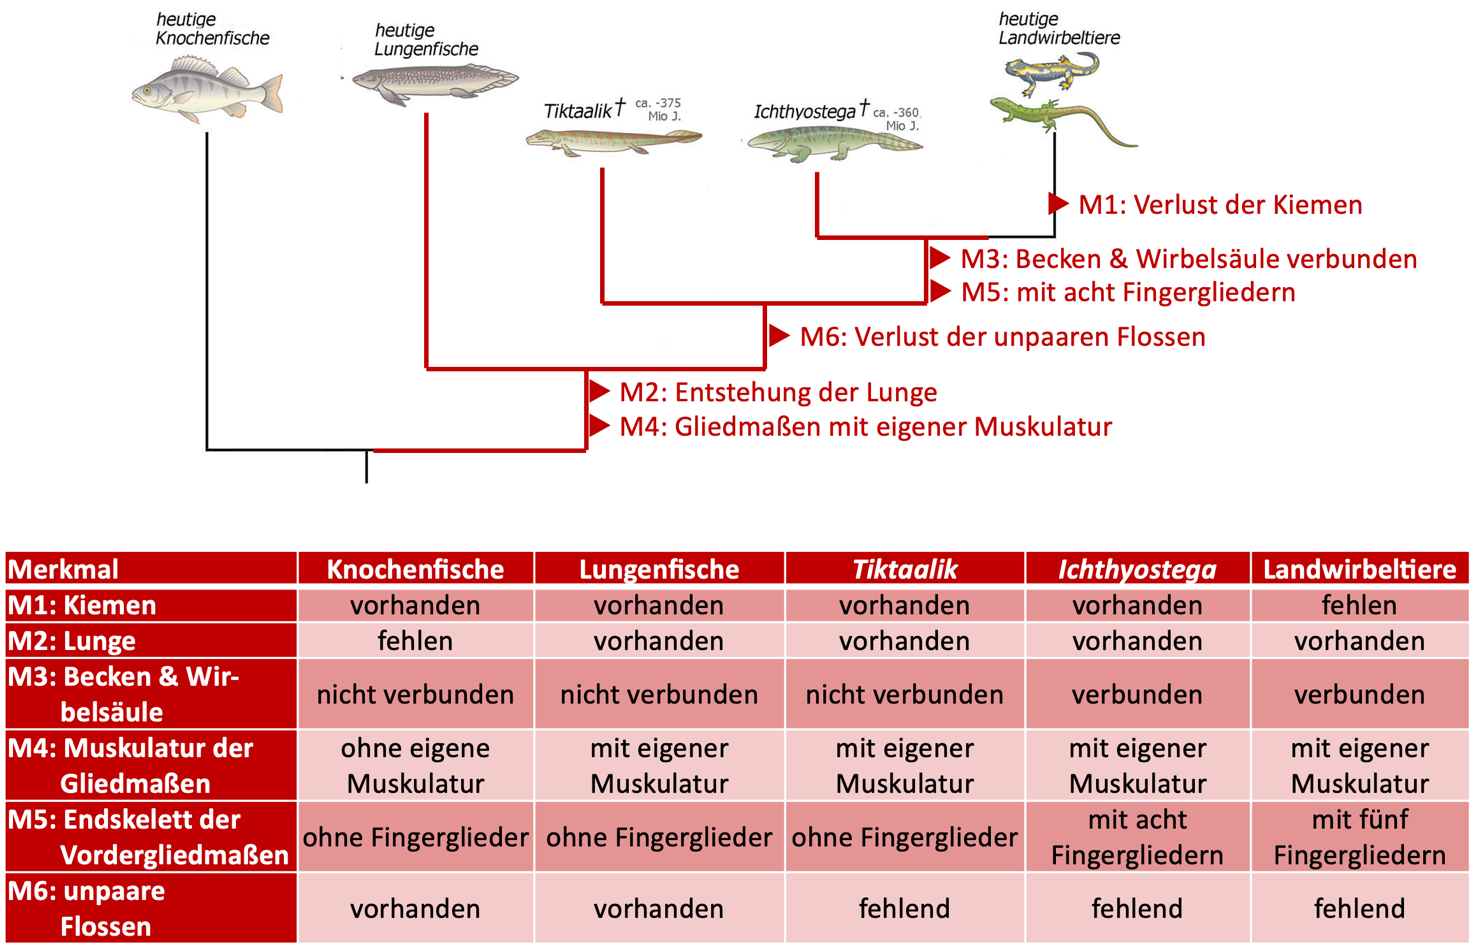 heutige
Knochenfische
heutige
Lungenfische
Tiktaalik† ca. -375
Mio J.
Ichthyostega† ca. -360
Mio J.
heutige
Landwirbeltiere
M1: Verlust der Kiemen
M3: Becken & Wirbelsäule verbunden
M5: mit acht Fingergliedern
M6: Verlust der unpaaren Flossen
M2: Entstehung der Lunge
M4: Gliedmaßen mit eigener Muskulatur
Merkmal Knochenfische Lungenfische Tiktaalik Ichthyostega Landwirbeltiere
M1: Kiemen vorhanden vorhanden vorhanden vorhanden fehlen
M2: Lunge fehlen vorhanden vorhanden vorhanden vorhanden
M3: Becken & Wir-
belsäule nicht verbunden nicht verbunden nicht verbunden verbunden verbunden
M4: Muskulatur der ohne eigene mit eigener mit eigener mit eigener mit eigener
Gliedmaßen Muskulatur Muskulatur Muskulatur Muskulatur Muskulatur
M5: Endskelett der mit acht mit fünf
Vordergliedmaßen ohne Fingerglieder ohne Fingerglieder ohne Fingerglieder Fingergliedern Fingergliedern
M6: unpaare
Flossen vorhanden vorhanden fehlend fehlend fehlend